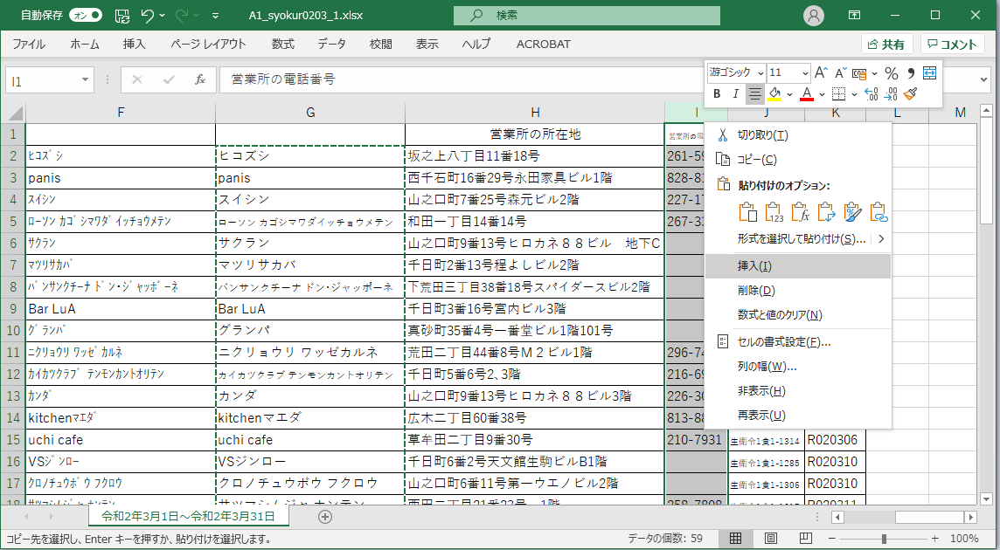 自動保存 オン A1_syokur0203_1.xlsx 検索
ファイル ホーム 挿入 ページ レイアウト 数式 データ 校閲 表示 ヘルプ ACROBAT 共有 コメント
I1 fx 営業所の電話番号
游ゴシック 11 A A %
B I A
F G H I J K L M
1 営業所の所在地 営業所の電
2 ﾋｺｽﾞｼ ヒコズシ 坂之上八丁目11番18号 261-59
3 panis panis 西千石町16番29号永田家具ビル1階 828-81
4 ｽｲｼﾝ スイシン 山之口町7番25号森元ビル2階 227-17
5 ﾛｰｿﾝ ｶｺﾞｼﾏﾜﾀﾞｲｯﾁｮｳﾒﾃﾝ ローソン カゴシマワダイッチョウメテン 和田一丁目14番14号 267-33
6 ｻｸﾗﾝ サクラン 山之口町9番13号ヒロカネ８８ビル　地下C
7 ﾏﾂﾘｻｶﾊﾞ マツリサカバ 千日町2番13号程よしビル2階
8 ﾊﾞﾝｻﾝｸﾁｰﾅ ﾄﾞﾝ･ｼﾞｬｯﾎﾟｰﾈ バンサンクチーナ ドン・ジャッポーネ 下荒田三丁目38番18号スパイダースビル2階
9 Bar LuA Bar LuA 千日町3番16号宮内ビル3階
10 ｸﾞﾗﾝﾊﾟ グランパ 真砂町35番4号一番堂ビル1階101号
11 ﾆｸﾘｮｳﾘ ﾜｯｾﾞｶﾙﾈ ニクリョウリ ワッゼカルネ 荒田二丁目44番8号Ｍ２ビル1階 296-74
12 ｶｲｶﾂｸﾗﾌﾞ ﾃﾝﾓﾝｶﾝﾄｵﾘﾃﾝ カイカツクラブ テンモンカントオリテン 千日町5番6号2、3階 216-69
13 ｶﾝﾀﾞ カンダ 山之口町9番13号ヒロカネ８８ビル3階 226-30
14 kitchenﾏｴﾀﾞ kitchenマエダ 広木二丁目60番38号 813-88
15 uchi cafe uchi cafe 草牟田二丁目9番30号 210-7931 生衛令1食1-1314 R020306
16 VSｼﾞﾝﾛｰ VSジンロー 千日町6番2号天文館生駒ビルB1階 生衛令1食1-1285 R020310
17 ｸﾛﾉﾁｭｳﾎﾞｳ ﾌｸﾛｳ クロノチュウボウ フクロウ 山之口町6番11号第一ウエノビル2階 生衛令1食1-1306 R020310
切り取り(T)
コピー(C)
貼り付けのオプション:
123 fx
形式を選択して貼り付け(S)...
挿入(I)
削除(D)
数式と値のクリア(N)
セルの書式設定(F)...
列の幅(W)...
非表示(H)
再表示(U)
令和2年3月1日～令和2年3月31日
コピー先を選択し、Enter キーを押すか、貼り付けを選択します。 データの個数: 59 100%